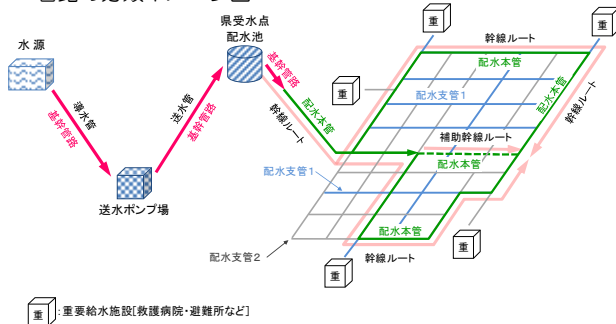 県受水点
配水池
水 源
導水管
基幹管路
送水管
基幹管路
送水ポンプ場
基幹管路
配水本管
幹線ルート
重
重
重
幹線ルート
配水本管
配水支管1
配水本管
幹線ルート
補助幹線ルート
配水本管
配水支管1
配水本管
配水支管2
幹線ルート
重
重
重
:重要給水施設[救護病院・避難所など]